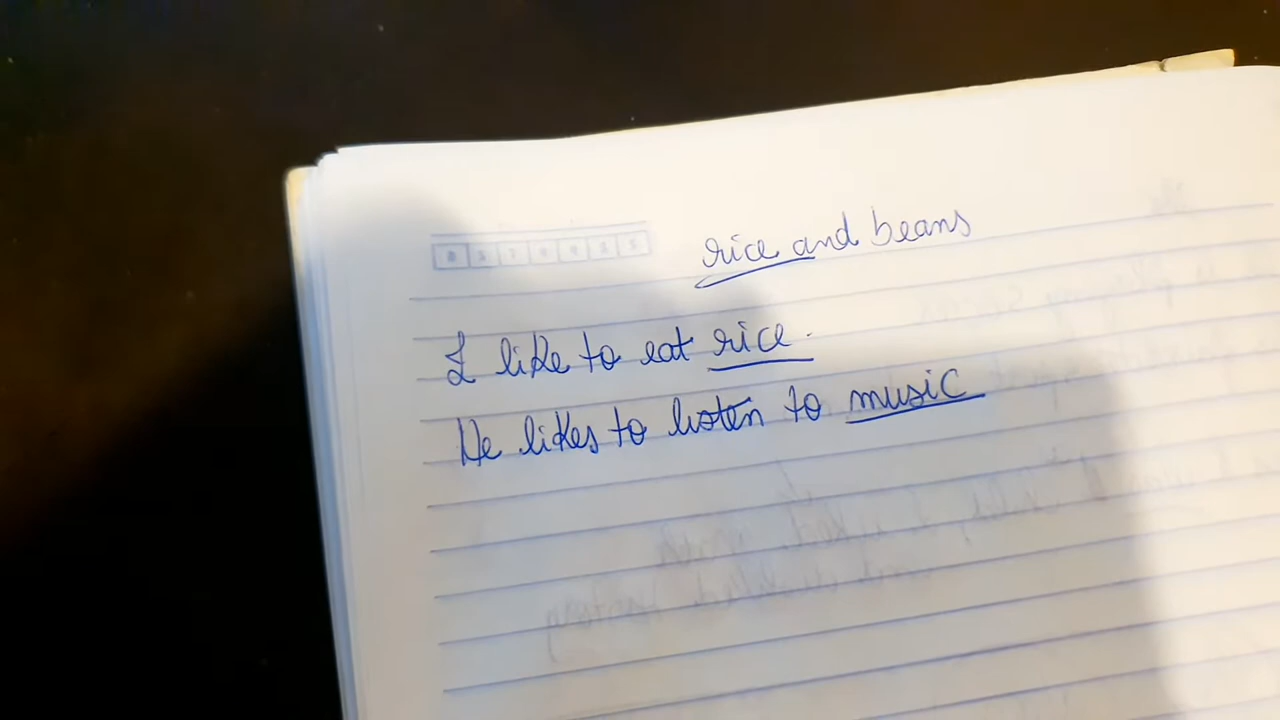 rice and beans
I like to eat rice.
He likes to listen to music